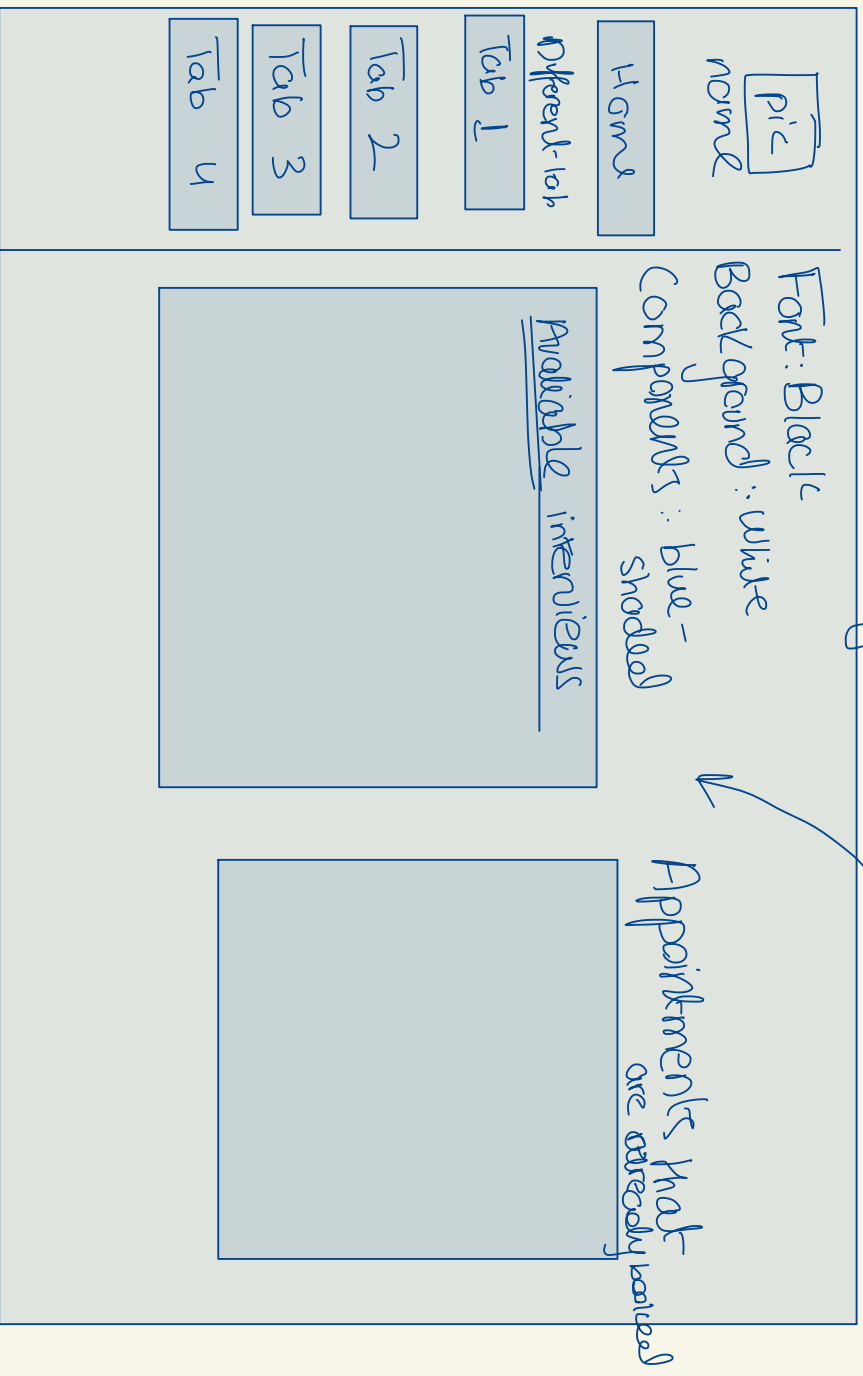 pic
name
Home
Different tab
Tab 1
Tab 2
Tab 3
Tab 4
Font: Black
Background: White
Components: blue-
shaded
Available interviews
Appointments that
are already booked